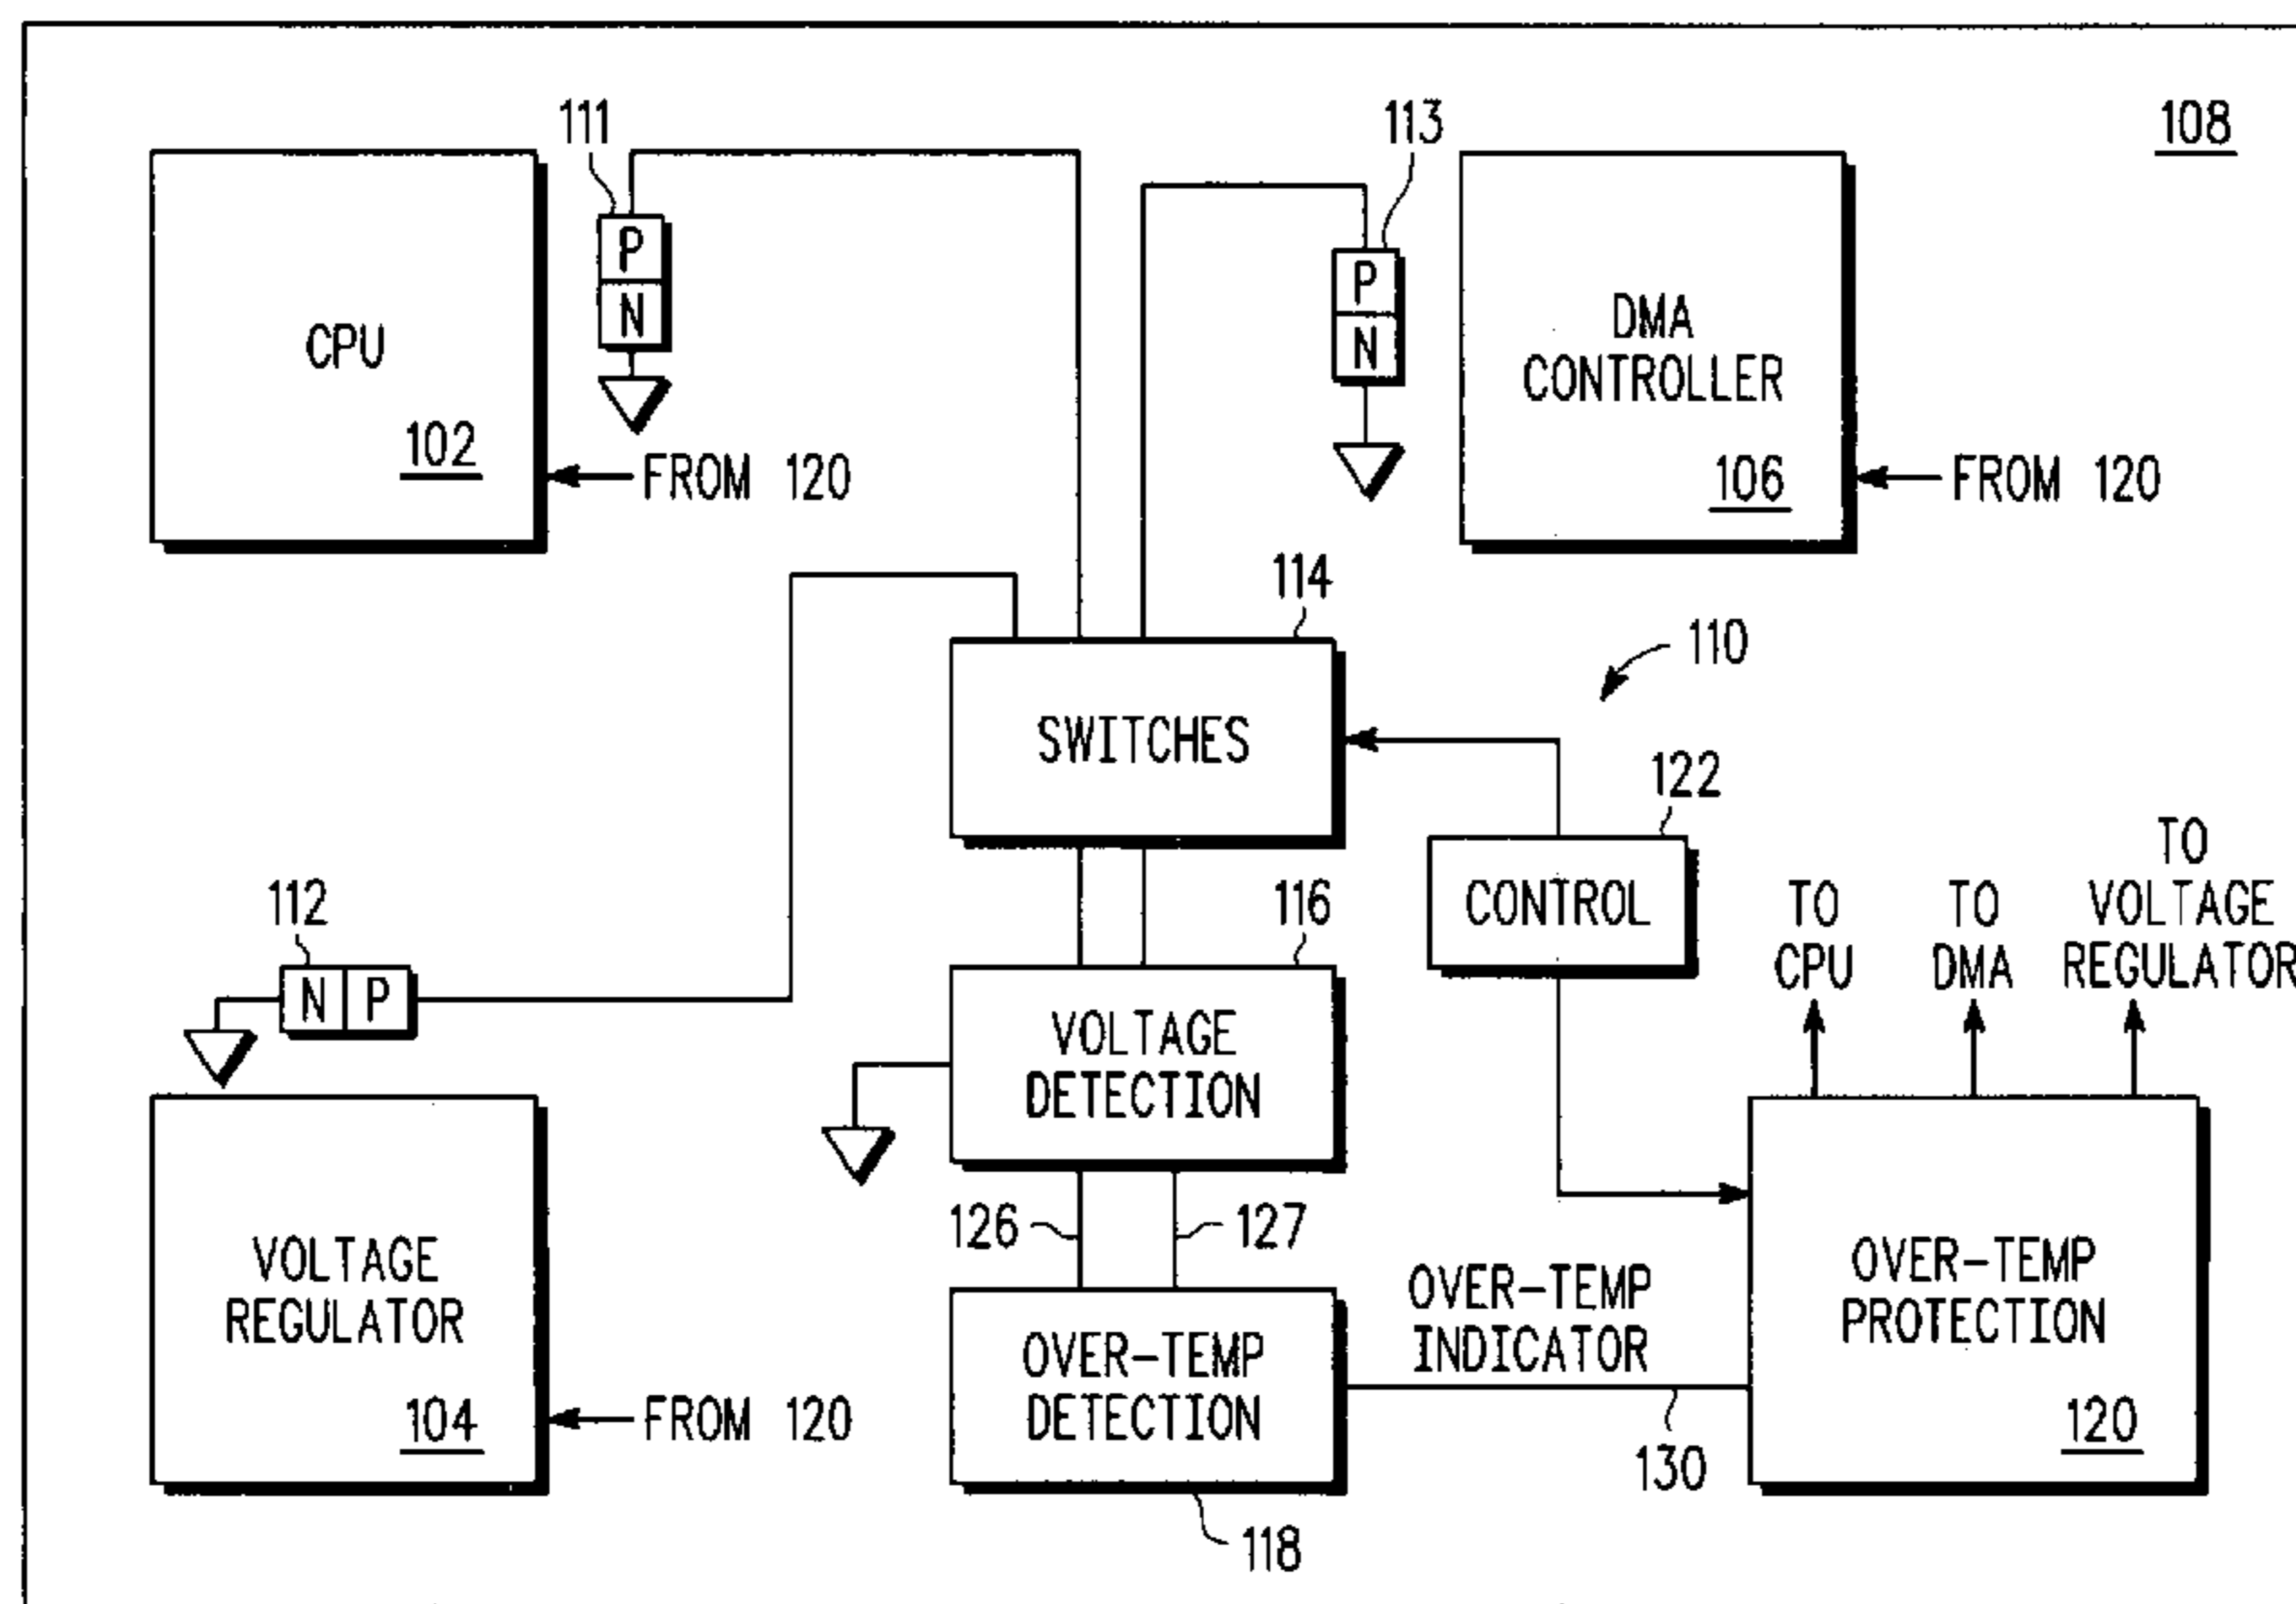 108
111
113
P
N
P
N
CPU
102
FROM 120
DMA
CONTROLLER
106
FROM 120
114
110
SWITCHES
122
CONTROL
112
N P
116
VOLTAGE
DETECTION
TO
CPU
TO
DMA
TO
VOLTAGE
REGULATOR
126
127
VOLTAGE
REGULATOR
104
FROM 120
OVER-TEMP
DETECTION
118
OVER-TEMP
INDICATOR
130
OVER-TEMP
PROTECTION
120